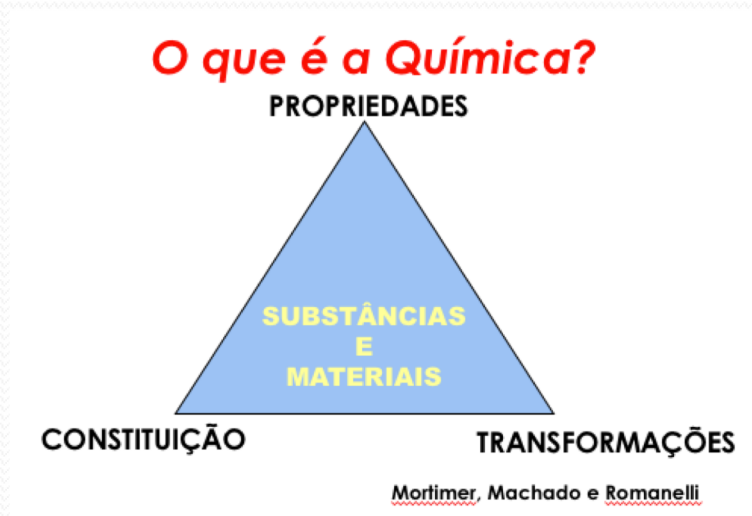 O que é a Química?
PROPRIEDADES
SUBSTÂNCIAS
E
MATERIAIS
CONSTITUIÇÃO
TRANSFORMAÇÕES
Mortimer, Machado e Romanelli